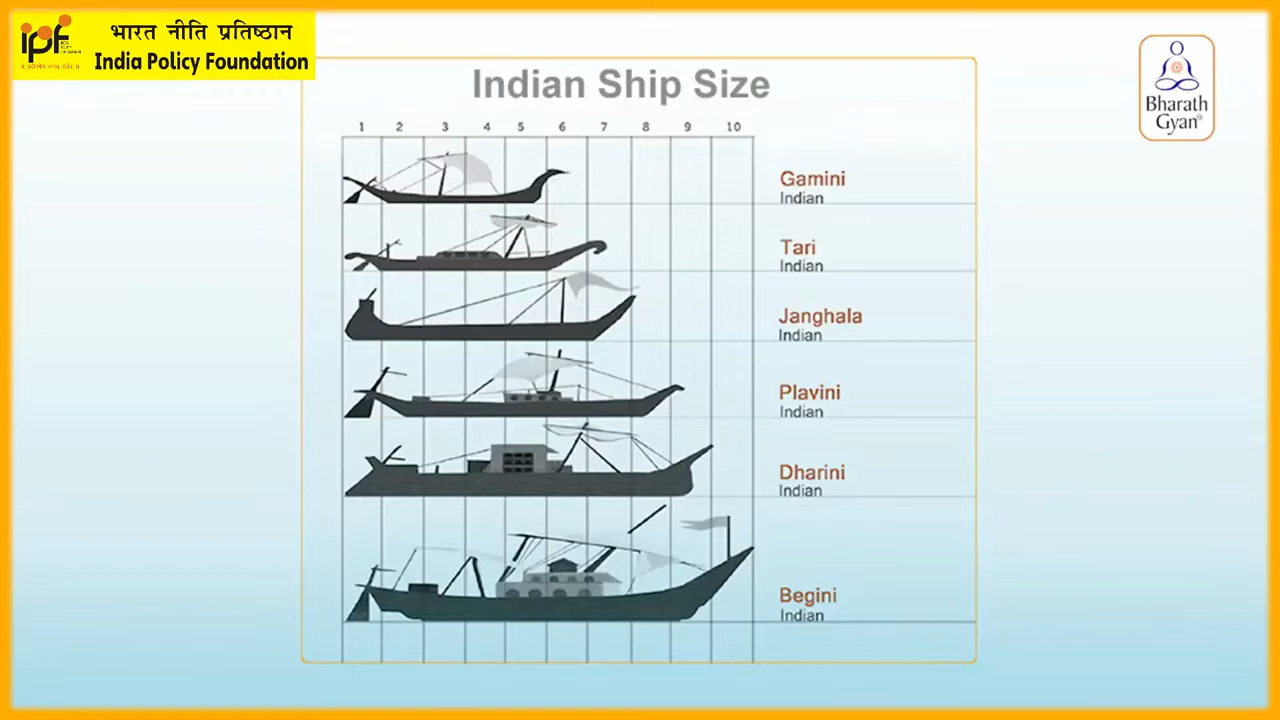 भारत नीति प्रतिष्ठान
India Policy Foundation
ipf
Bharath
Gyan®
Indian Ship Size
1 2 3 4 5 6 7 8 9 10
Gamini
Indian
Tari
Indian
Janghala
Indian
Plavini
Indian
Dharini
Indian
Begini
Indian